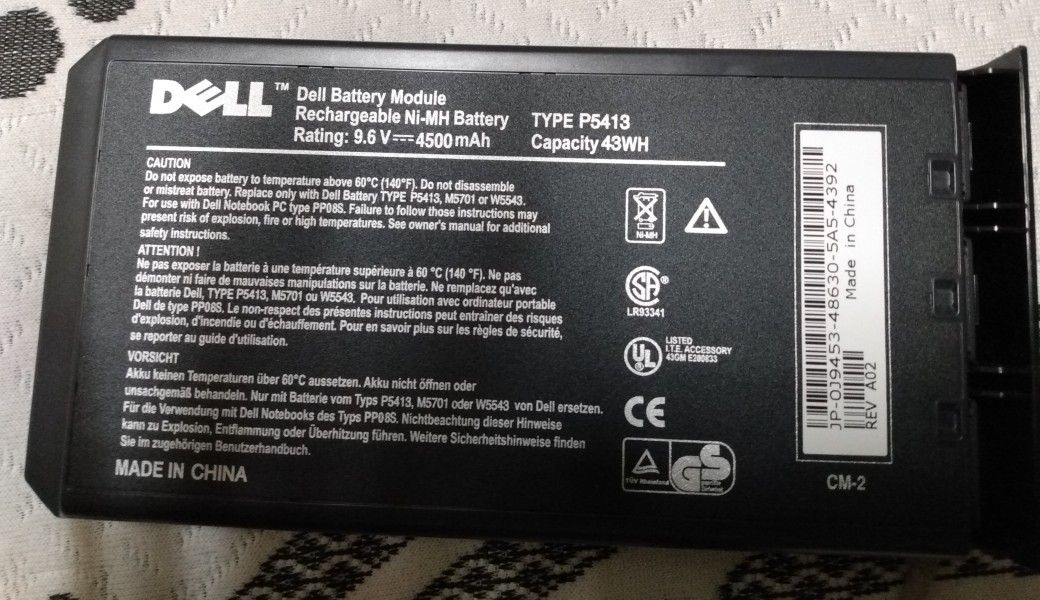 DELL™
Dell Battery Module
Rechargeable Ni-MH Battery
Rating: 9.6 V⎓4500 mAh
TYPE P5413
Capacity 43WH
CAUTION
Do not expose battery to temperature above 60°C (140°F). Do not disassemble
or mistreat battery. Replace only with Dell Battery TYPE P5413, M5701 or W5543.
For use with Dell Notebook PC type PP08S. Failure to follow those instructions may
present risk of explosion, fire or high temperatures. See owner's manual for additional
safety instructions.
ATTENTION !
Ne pas exposer la batterie à une température supérieure à 60 °C (140 °F). Ne pas
démonter ni faire de mauvaises manipulations sur la batterie. Ne remplacez qu'avec
la batterie Dell, TYPE P5413, M5701 ou W5543. Pour utilisation avec ordinateur portable
Dell de type PP08S. Le non-respect des présentes instructions peut entraîner des risques
d'explosion, d'incendie ou d'échauffement. Pour en savoir plus sur les règles de sécurité,
se reporter au guide d'utilisation.
VORSICHT
Akku keinen Temperaturen über 60°C aussetzen. Akku nicht öffnen oder
unsachgemäß behandeln. Nur mit Batterie vom Typs P5413, M5701 oder W5543 von Dell ersetzen.
Für die Verwendung mit Dell Notebooks des Typs PP08S. Nichtbeachtung dieser Hinweise
kann zu Explosion, Entflammung oder Überhitzung führen. Weitere Sicherheitshinweise finden
Sie im zugehörigen Benutzerhandbuch.
MADE IN CHINA
Ni-MH
SA®
LR93341
UL
LISTED
I.T.E. ACCESSORY
43GM E200833
CE
TÜV Rheinland
GS
geprüfte
Sicherheit
JP-0J9453-48630-5A5-4392
Made in China
REV A02
CM-2